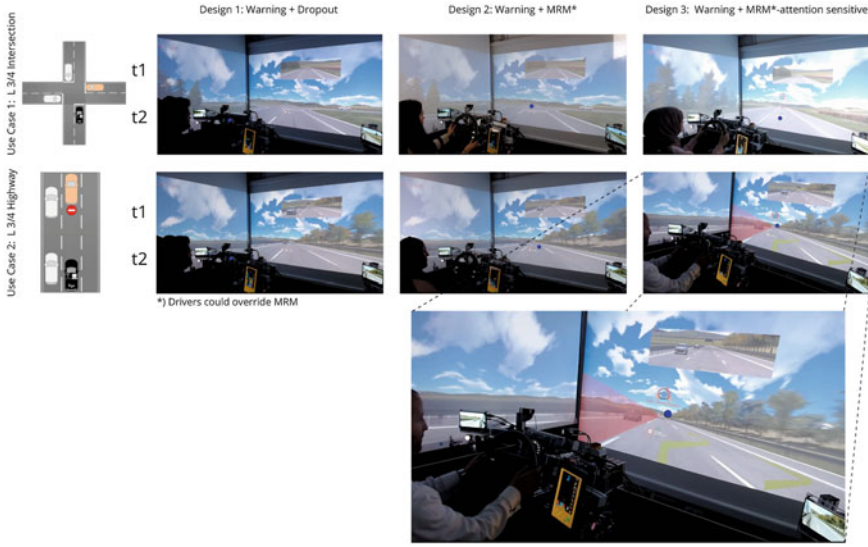 Design 1: Warning + Dropout
Design 2: Warning + MRM*
Design 3: Warning + MRM*-attention sensitive
Use Case 1: L 3/4 Intersection
t1
t2
Use Case 2: L 3/4 Highway
t1
t2
*) Drivers could override MRM